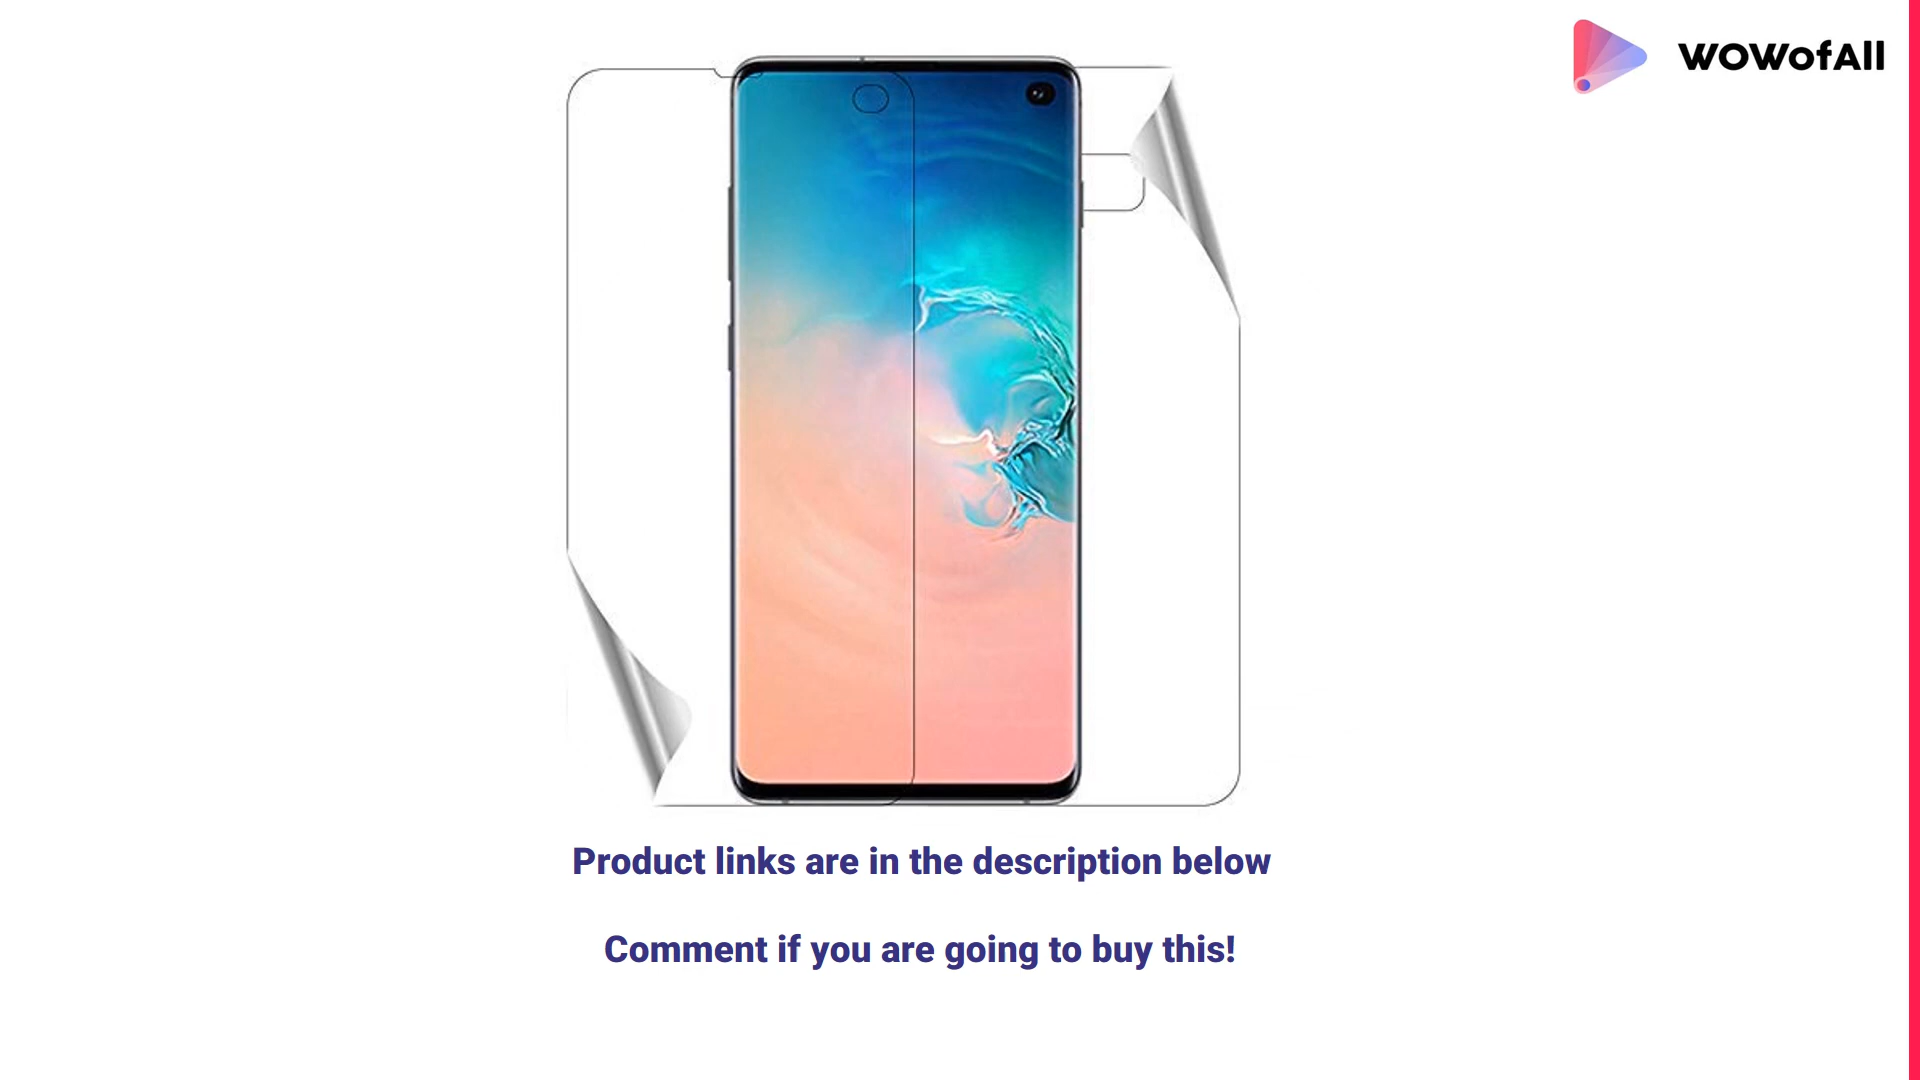 WOWofAll
Product links are in the description below
Comment if you are going to buy this!